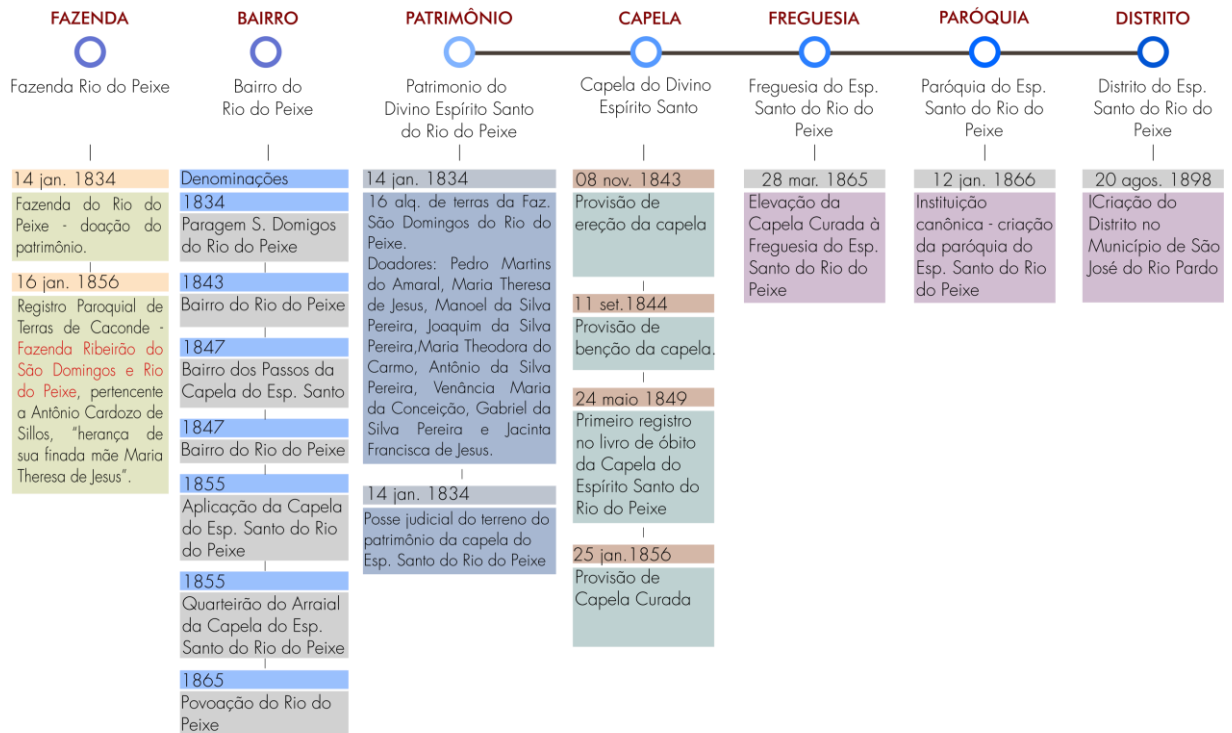 FAZENDA
Fazenda Rio do Peixe
14 jan. 1834
Fazenda do Rio do
Peixe - doação do
patrimônio.
16 jan. 1856
Registro Paroquial de
Terras de Caconde -
Fazenda Ribeirão do
São Domingos e Rio
do Peixe, pertencente
a Antônio Cardozo de
Sillos, "herança de
sua finada mãe Maria
Theresa de Jesus".
BAIRRO
Bairro do
Rio do Peixe
Denominações
1834
Paragem S. Domigos
do Rio do Peixe
1843
Bairro do Rio do Peixe
1847
Bairro dos Passos da
Capela do Esp. Santo
1847
Bairro do Rio do Peixe
1855
Aplicação da Capela
do Esp. Santo do Rio
do Peixe
1855
Quarteirão do Arraial
da Capela do Esp.
Santo do Rio do Peixe
1865
Povoação do Rio do
Peixe
PATRIMÔNIO
Patrimonio do
Divino Espírito Santo
do Rio do Peixe
14 jan. 1834
16 alq. de terras da Faz.
São Domingos do Rio do
Peixe.
Doadores: Pedro Martins
do Amaral, Maria Theresa
de Jesus, Manoel da Silva
Pereira, Joaquim da Silva
Pereira,Maria Theodora do
Carmo, Antônio da Silva
Pereira, Venância Maria
da Conceição, Gabriel da
Silva Pereira e Jacinta
Francisca de Jesus.
14 jan. 1834
Posse judicial do terreno do
patrimônio da capela do
Esp. Santo do Rio do Peixe
CAPELA
Capela do Divino
Espírito Santo
08 nov. 1843
Provisão de
ereção da capela
11 set.1844
Provisão de
benção da capela.
24 maio 1849
Primeiro registro
no livro de óbito
da Capela do
Espírito Santo do
Rio do Peixe
25 jan.1856
Provisão de
Capela Curada
FREGUESIA
Freguesia do Esp.
Santo do Rio do
Peixe
28 mar. 1865
Elevação da
Capela Curada à
Freguesia do Esp.
Santo do Rio do
Peixe
PARÓQUIA
Paróquia do Esp.
Santo do Rio do
Peixe
12 jan. 1866
Instituição
canônica - criação
da paróquia do
Esp. Santo do Rio
do Peixe
DISTRITO
Distrito do Esp.
Santo do Rio do
Peixe
20 agos. 1898
ICriação do
Distrito no
Município de São
José do Rio Pardo